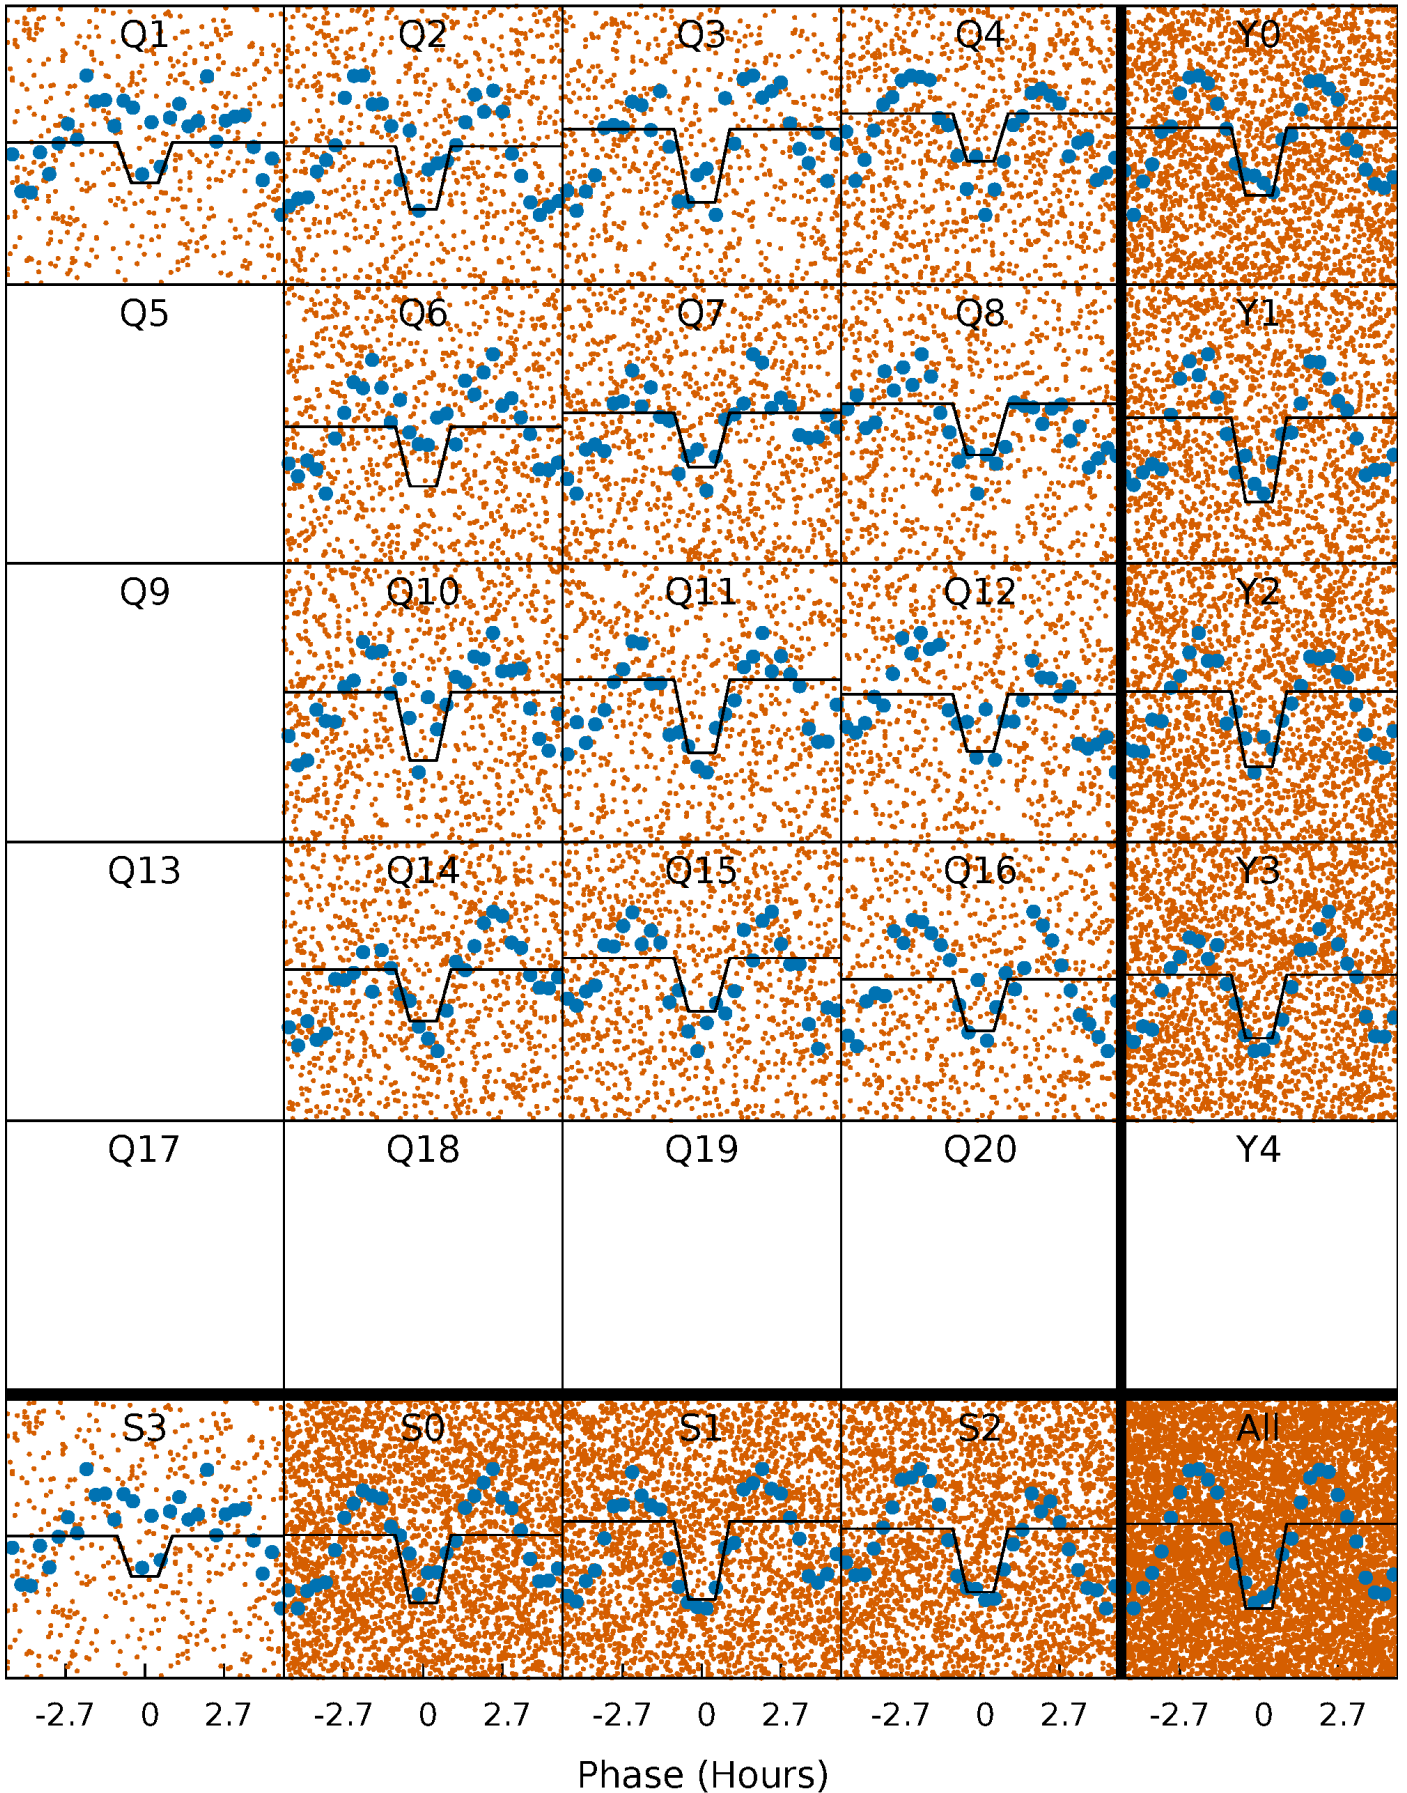 Q1 Q2 Q3 Q4 Y0
Q5 Q6 Q7 Q8 Y1
Q9 Q10 Q11 Q12 Y2
Q13 Q14 Q15 Q16 Y3
Q17 Q18 Q19 Q20 Y4
S3 S0 S1 S2 All
-2.7 0 2.7 -2.7 0 2.7 -2.7 0 2.7 -2.7 0 2.7 -2.7 0 2.7
Phase (Hours)